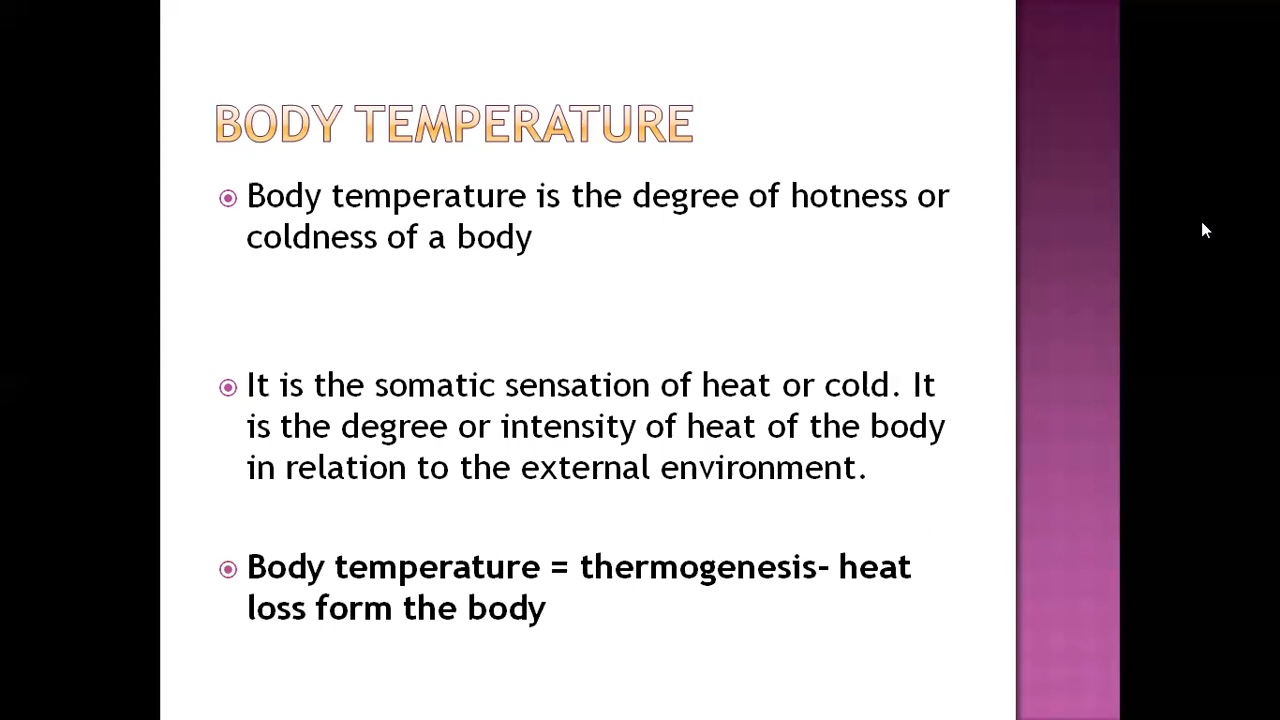 BODY TEMPERATURE
Body temperature is the degree of hotness or
coldness of a body
It is the somatic sensation of heat or cold. It
is the degree or intensity of heat of the body
in relation to the external environment.
Body temperature = thermogenesis- heat
loss form the body